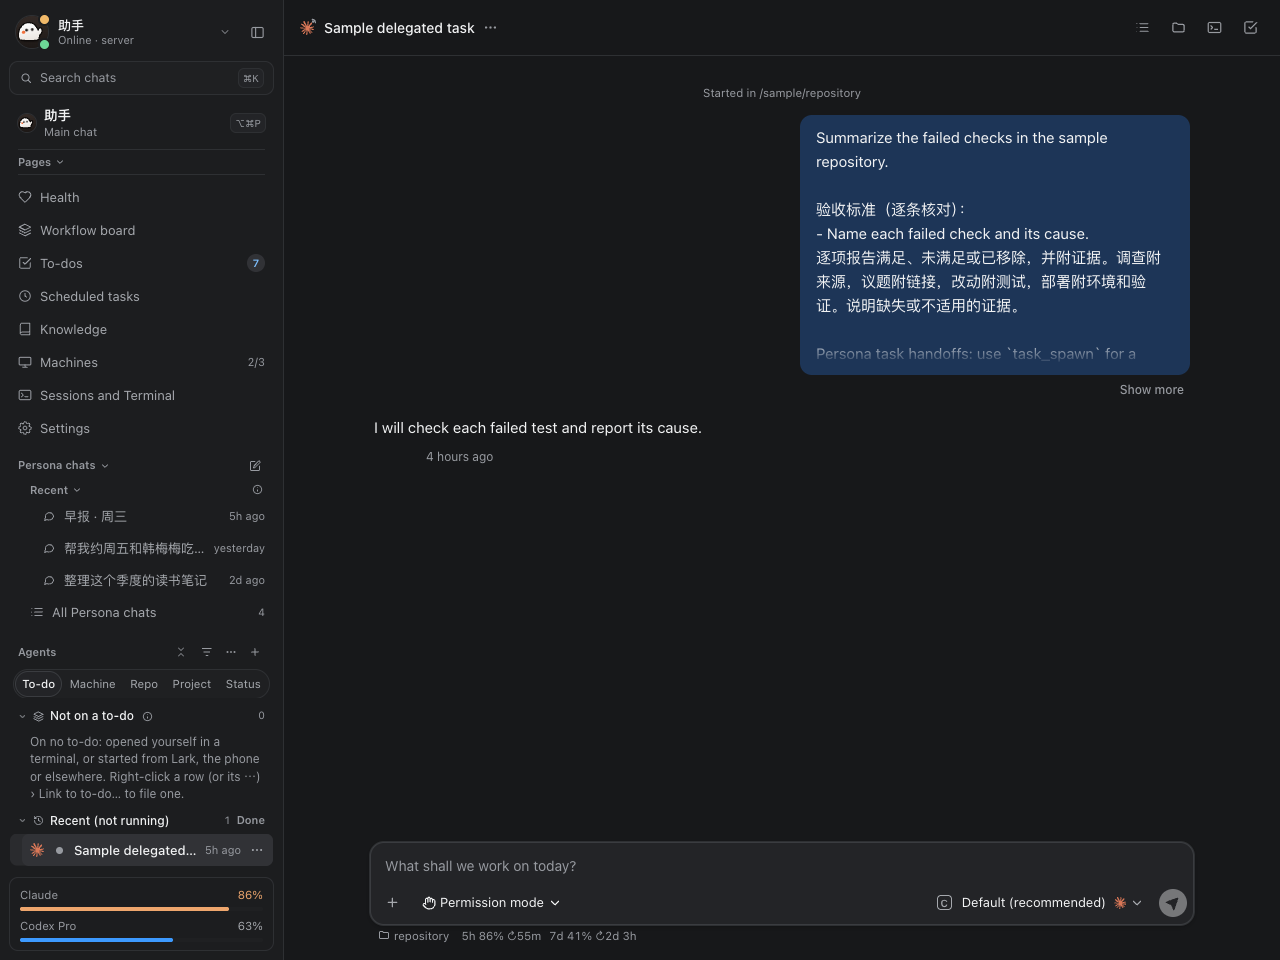 助手
Online · server
Search chats
⌘K
助手
Main chat
⌥⌘P
Pages
Health
Workflow board
To-dos
7
Scheduled tasks
Knowledge
Machines
2/3
Sessions and Terminal
Settings
Persona chats
Recent
早报 · 周三
5h ago
帮我约周五和韩梅梅吃...
yesterday
整理这个季度的读书笔记
2d ago
All Persona chats
4
Agents
To-do
Machine
Repo
Project
Status
Not on a to-do
0
On no to-do: opened yourself in a
terminal, or started from Lark, the phone
or elsewhere. Right-click a row (or its ···)
› Link to to-do... to file one.
Recent (not running)
1 Done
Sample delegated...
5h ago
Claude
86%
Codex Pro
63%
Sample delegated task
Started in /sample/repository
Summarize the failed checks in the sample
repository.
验收标准（逐条核对）：
- Name each failed check and its cause.
逐项报告满足、未满足或已移除，并附证据。调查附
来源，议题附链接，改动附测试，部署附环境和验
证。说明缺失或不适用的证据。
Persona task handoffs: use `task_spawn` for a
Show more
I will check each failed test and report its cause.
4 hours ago
What shall we work on today?
Permission mode
C
Default (recommended)
repository
5h 86% ↻55m
7d 41% ↻2d 3h